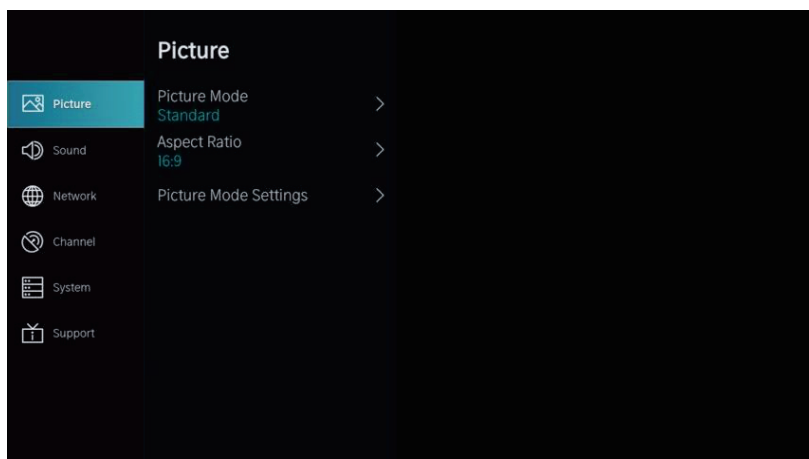 Picture
Sound
Network
Channel
System
Support
Picture
Picture Mode
Standard
Aspect Ratio
16:9
Picture Mode Settings